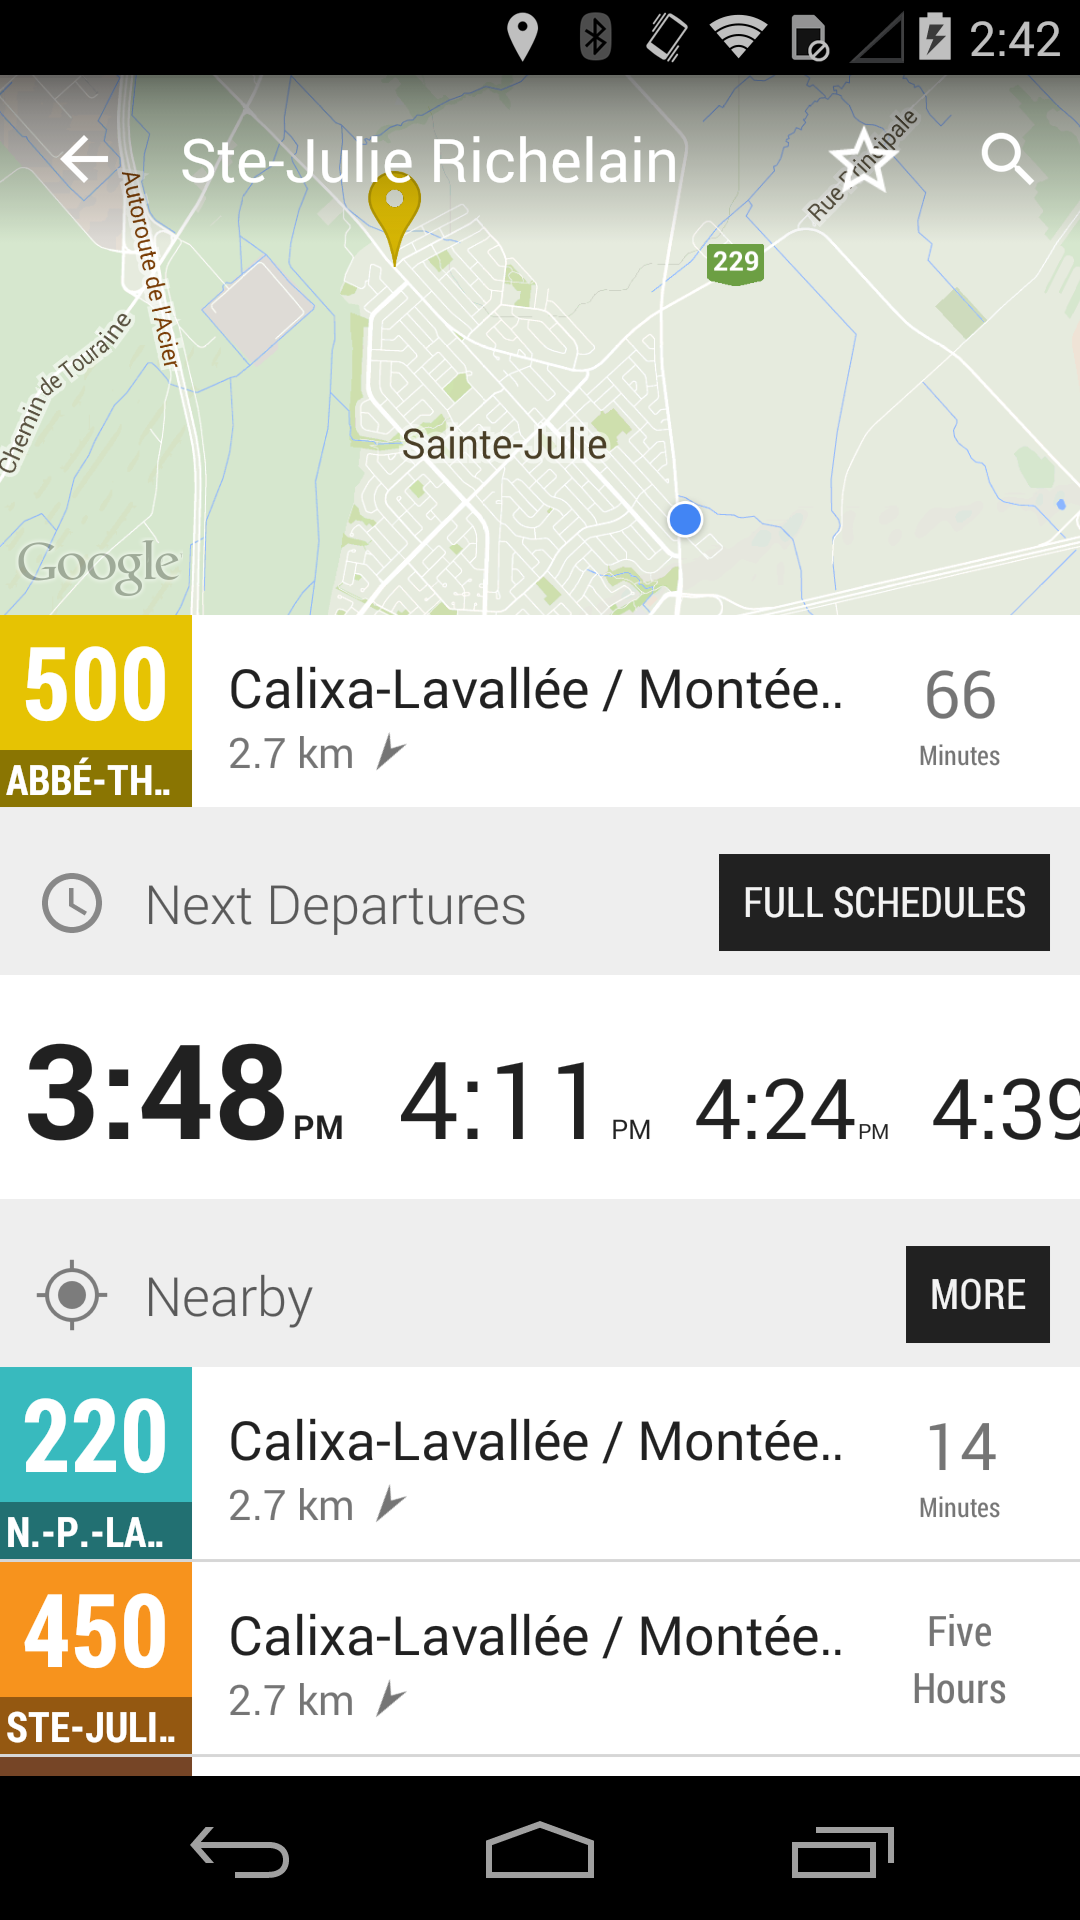 2:42
Ste-Julie Richelain
Rue Principale
Autoroute de l'Acier
229
Chemin de Touraine
Sainte-Julie
Google
500
Calixa-Lavallée / Montée..
66
2.7 km
Minutes
ABBÉ-TH..
Next Departures
FULL SCHEDULES
3:48 PM 4:11 PM 4:24 PM 4:39
Nearby
MORE
220
Calixa-Lavallée / Montée..
14
2.7 km
Minutes
N.-P.-LA..
450
Calixa-Lavallée / Montée..
Five
Hours
2.7 km
STE-JULI..